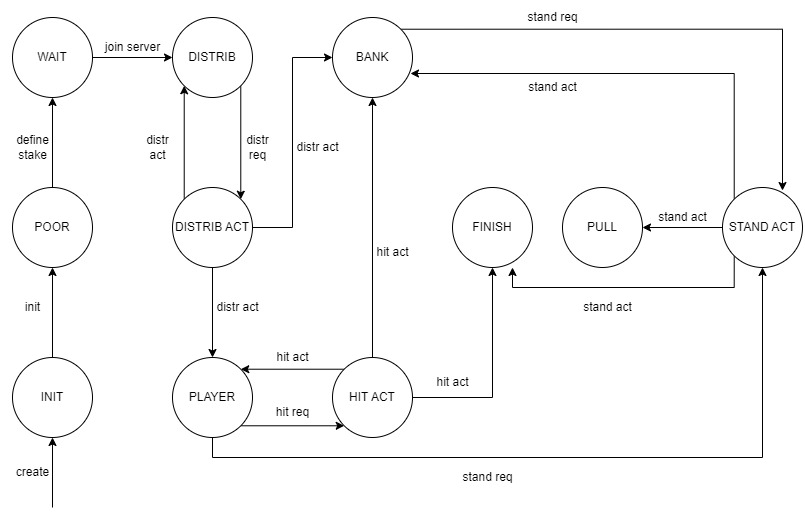 stand req
WAIT
join server
DISTRIB
BANK
stand act
define
stake
distr
act
distr
req
distr act
POOR
DISTRIB ACT
FINISH
PULL
stand act
STAND ACT
hit act
init
distr act
stand act
hit act
hit act
INIT
PLAYER
HIT ACT
hit req
create
stand req